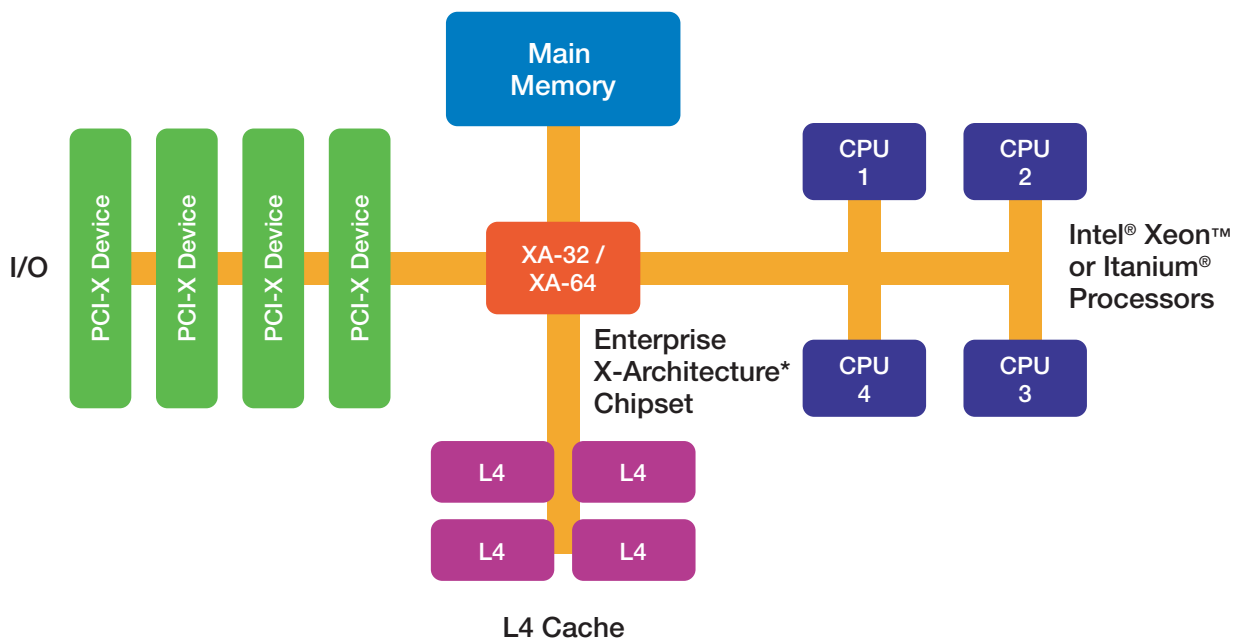 Main
Memory
CPU
1
CPU
2
I/O
PCI-X Device
PCI-X Device
PCI-X Device
PCI-X Device
XA-32 /
XA-64
Intel® Xeon™
or Itanium®
Processors
Enterprise
X-Architecture*
Chipset
CPU
4
CPU
3
L4
L4
L4
L4
L4 Cache